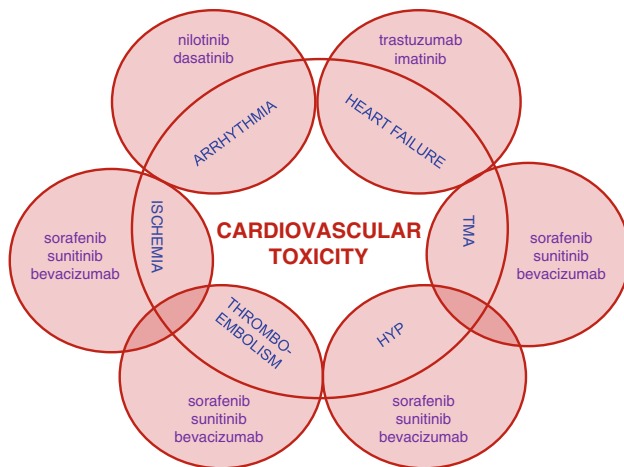 nilotinib
dasatinib
ARRHYTHMIA
trastuzumab
imatinib
HEART FAILURE
sorafenib
sunitinib
bevacizumab
ISCHEMIA
CARDIOVASCULAR
TOXICITY
TMA
sorafenib
sunitinib
bevacizumab
THROMBO-
EMBOLISM
sorafenib
sunitinib
bevacizumab
HYP
sorafenib
sunitinib
bevacizumab